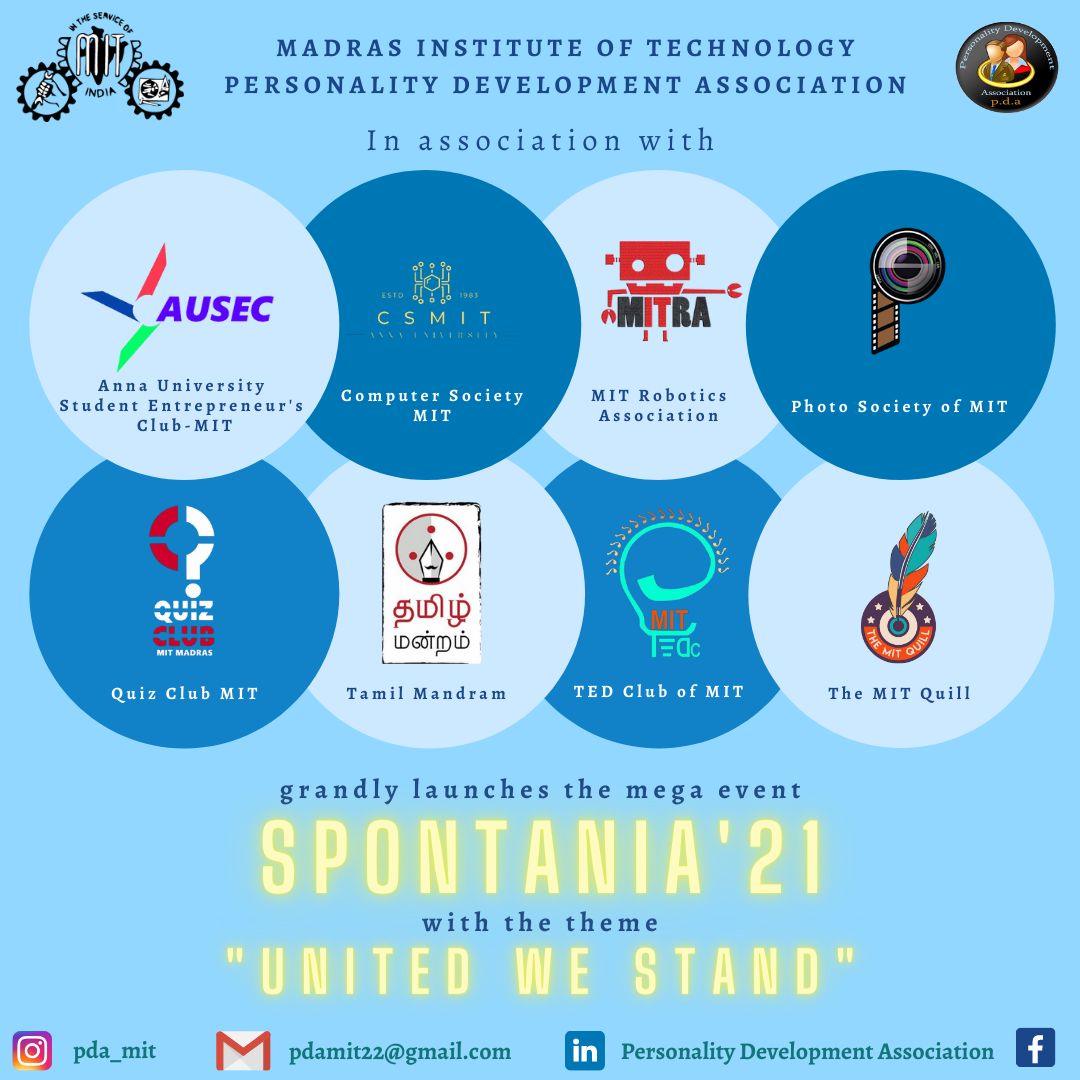 IN THE SERVICE OF
MIT
INDIA
MADRAS INSTITUTE OF TECHNOLOGY
PERSONALITY DEVELOPMENT ASSOCIATION
Personality Development
Association
p.d.a
In association with
AUSEC
Anna University
Student Entrepreneur's
Club-MIT
ESTD 1983
CSMIT
ANNA UNIVERSITY
Computer Society
MIT
MITRA
MIT Robotics
Association
Photo Society of MIT
QUIZ
CLUB
MIT MADRAS
Quiz Club MIT
தமிழ்
மன்றம்
Tamil Mandram
MIT
TEDC
TED Club of MIT
THE MIT QUILL
The MIT Quill
grandly launches the mega event
SPONTANIA'21
with the theme
"UNITED WE STAND"
pda_mit
pdamit22@gmail.com
in
Personality Development Association
f